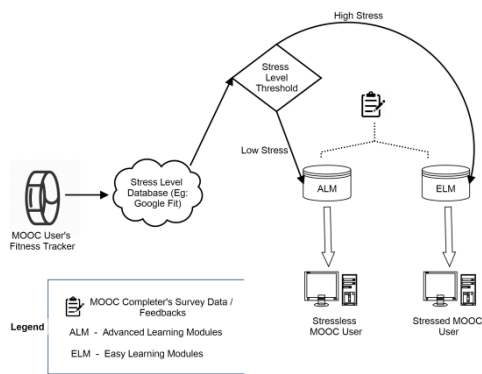 High Stress
Stress
Level
Threshold
Low Stress
Stress Level
Database (Eg:
Google Fit)
MOOC User's
Fitness Tracker
ALM
ELM
Stressless
MOOC User
Stressed MOOC
User
Legend
MOOC Completer's Survey Data /
Feedbacks
ALM - Advanced Learning Modules
ELM - Easy Learning Modules